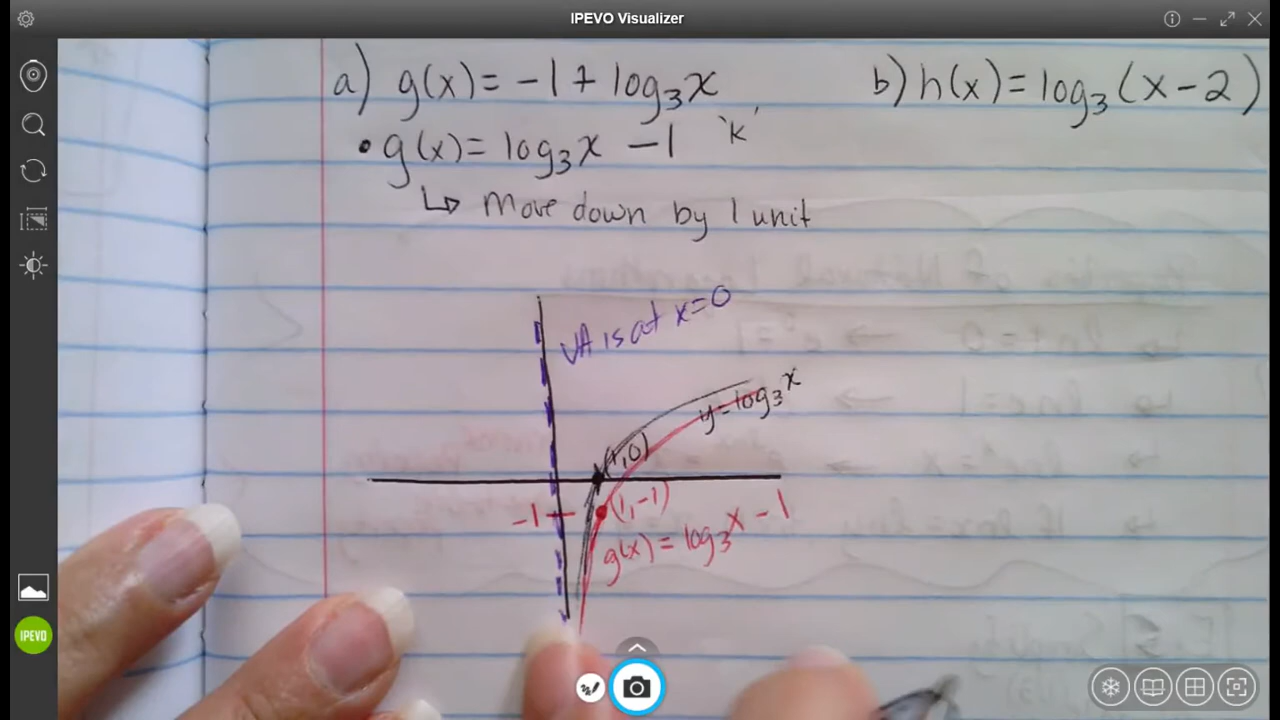 IPEVO Visualizer
a) g(x) = -1 + log₃x
• g(x) = log₃x - 1 'k'
↳ Move down by 1 unit
b) h(x) = log₃(x - 2)
VA is at x=0
y=log₃x
(1,0)
-1
(1,-1)
g(x) = log₃x - 1
IPEVO